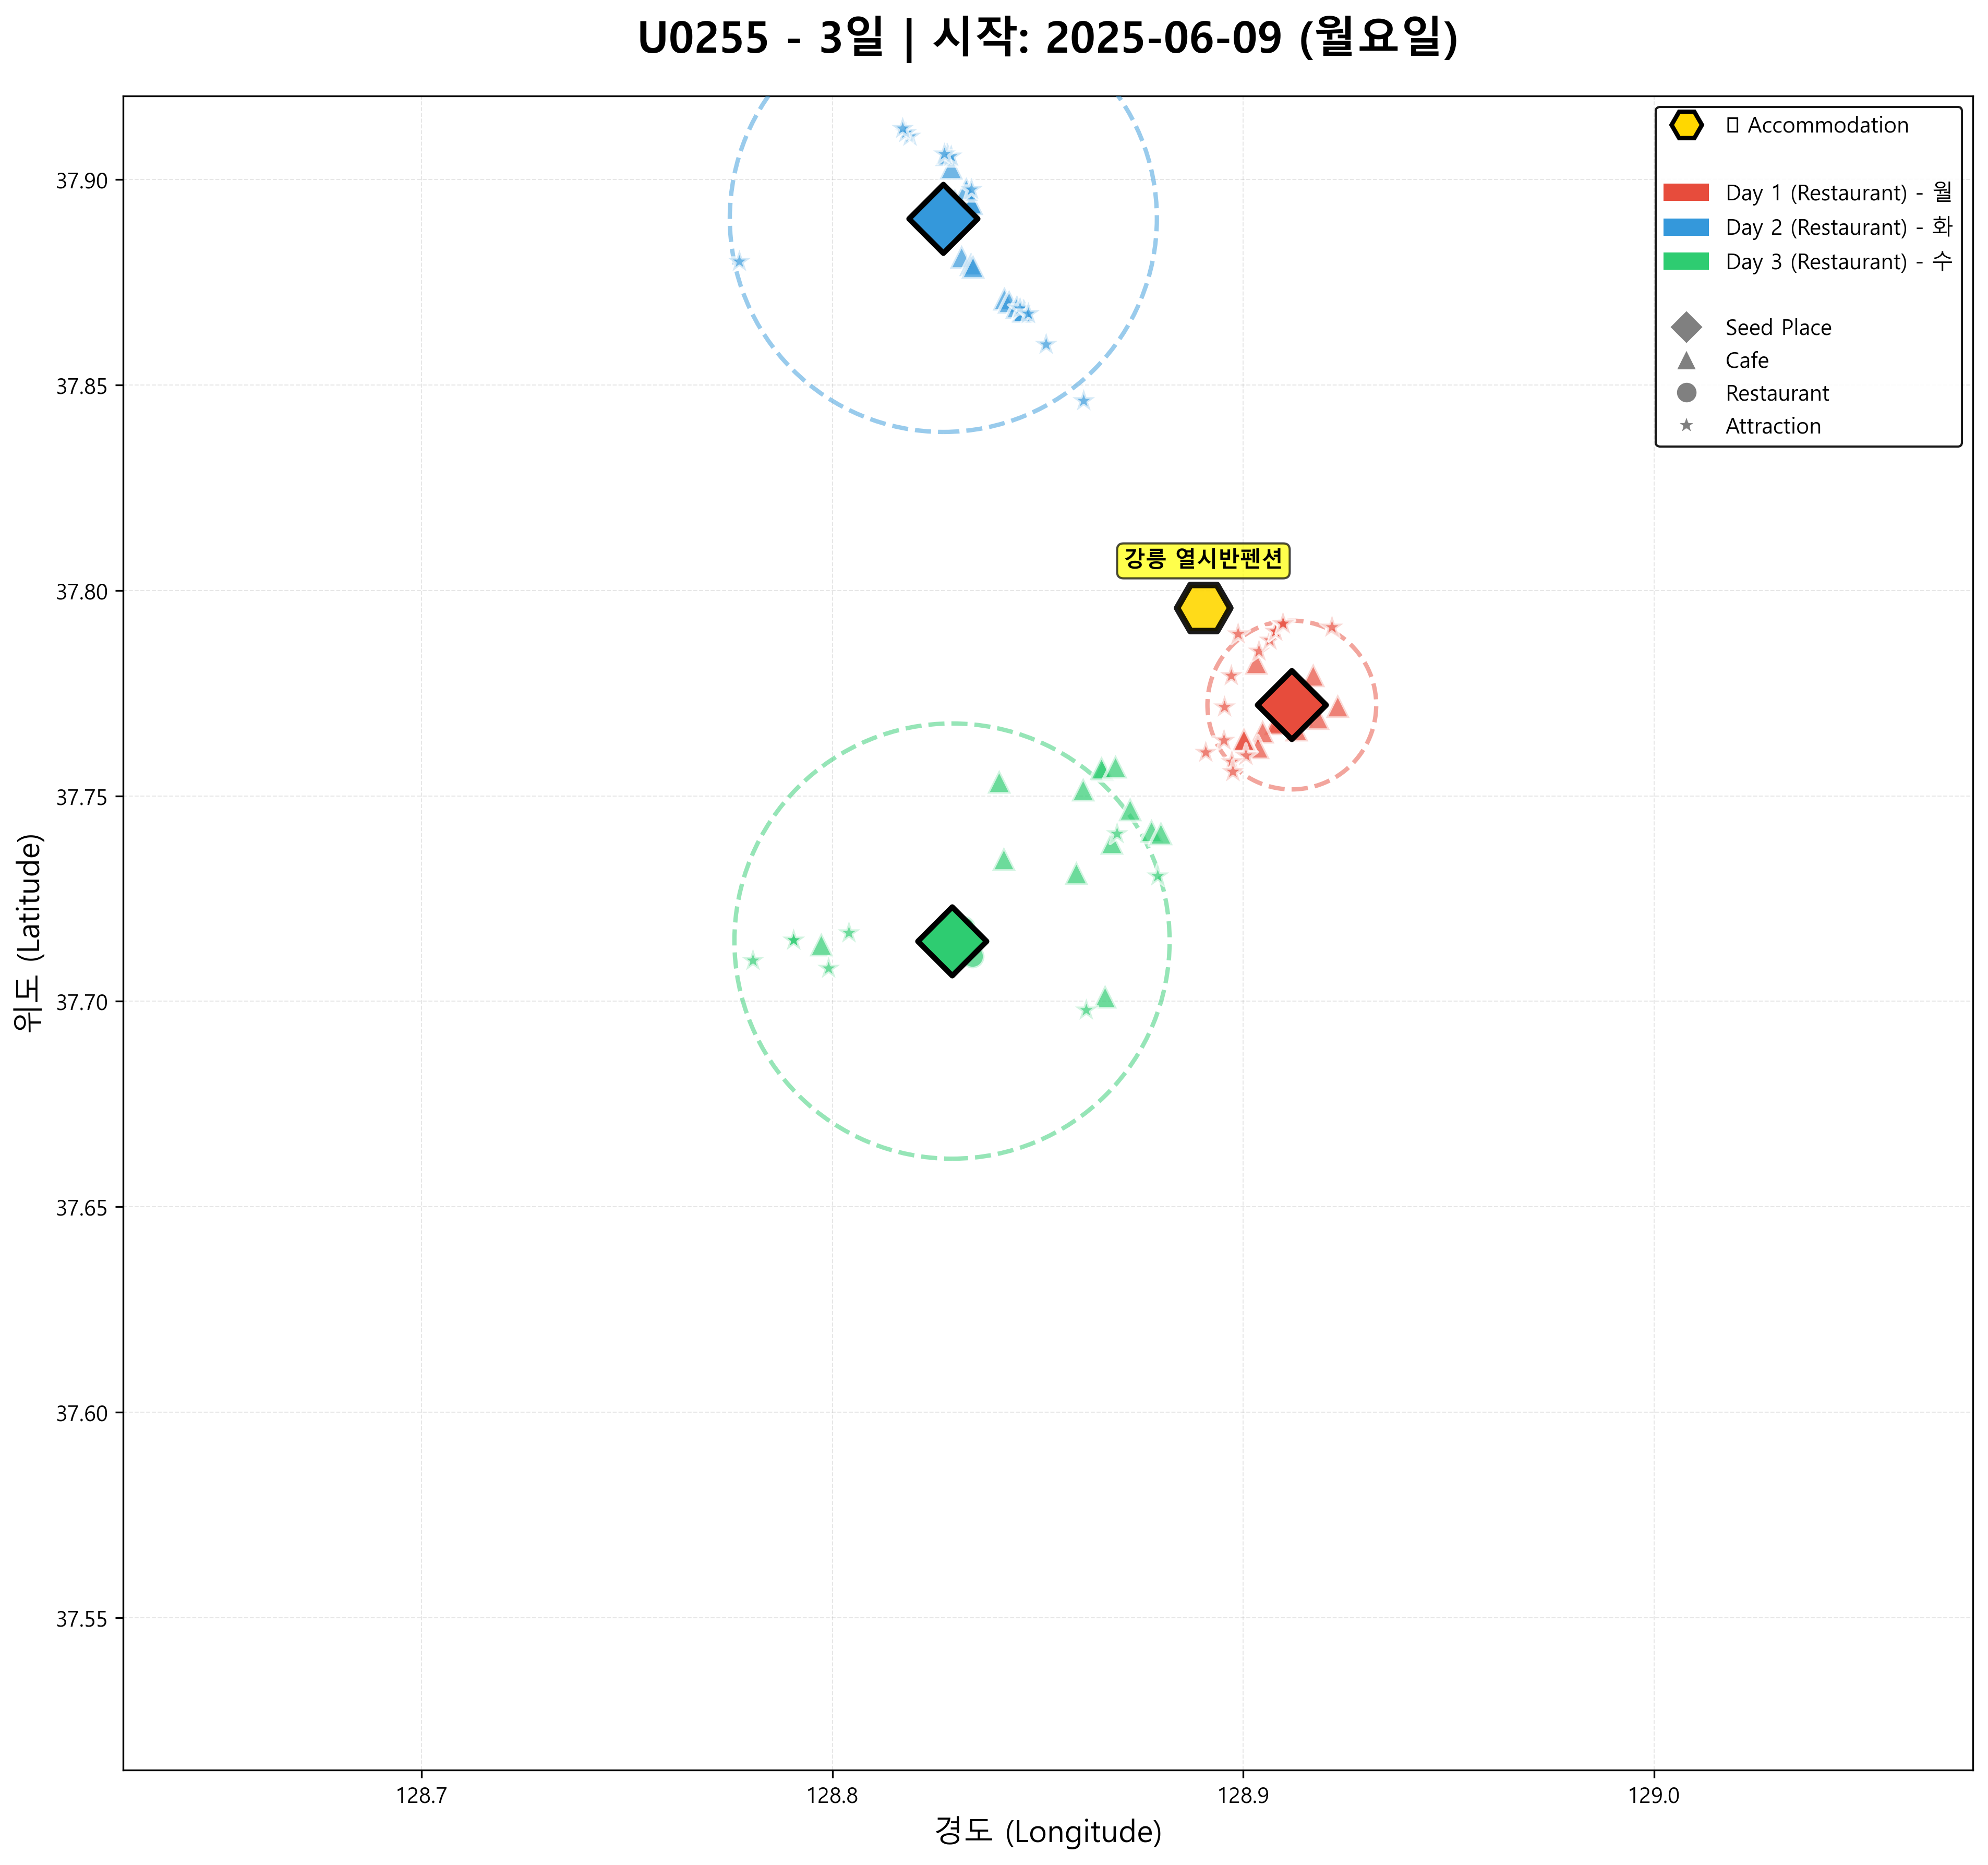 U0255 - 3일 | 시작: 2025-06-09 (월요일)
Accommodation
Day 1 (Restaurant) - 월
Day 2 (Restaurant) - 화
Day 3 (Restaurant) - 수
Seed Place
Cafe
Restaurant
Attraction
강릉 열시반펜션
위도 (Latitude)
37.90
37.85
37.80
37.75
37.70
37.65
37.60
37.55
128.7
128.8
128.9
129.0
경도 (Longitude)